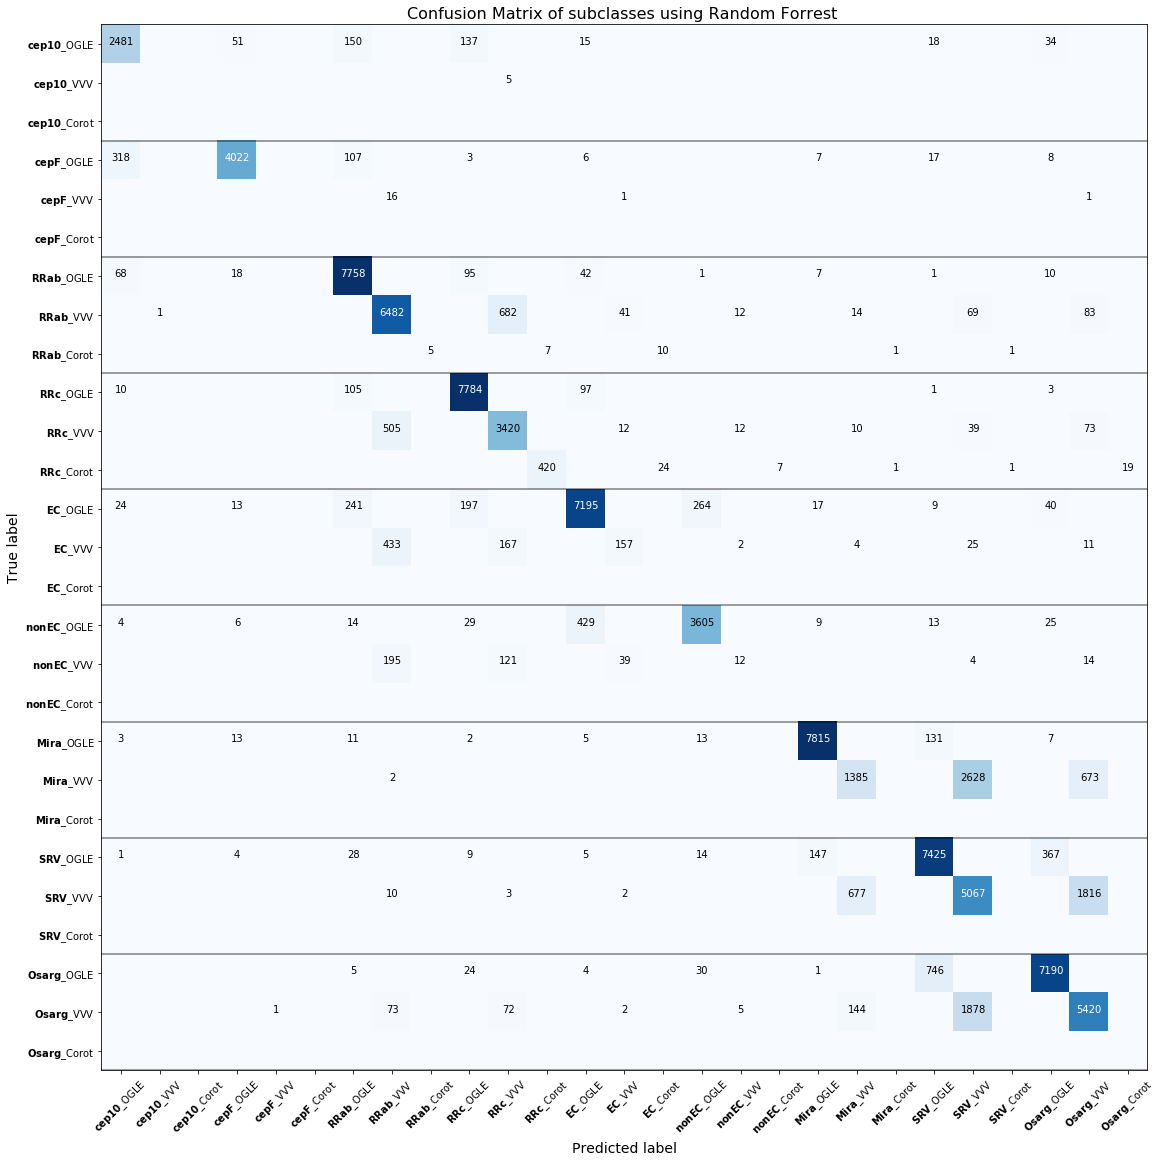 Confusion Matrix of subclasses using Random Forrest
cep10_OGLE 2481 51 150 137 15 18 34
cep10_VVV 5
cep10_Corot
cepF_OGLE 318 4022 107 3 6 7 17 8
cepF_VVV 16 1 1
cepF_Corot
RRab_OGLE 68 18 7758 95 42 1 7 1 10
RRab_VVV 1 6482 682 41 12 14 69 83
RRab_Corot 5 7 10 1 1
RRc_OGLE 10 105 7784 97 1 3
RRc_VVV 505 3420 12 12 10 39 73
RRc_Corot 420 24 7 1 1 19
EC_OGLE 24 13 241 197 7195 264 17 9 40
EC_VVV 433 167 157 2 4 25 11
EC_Corot
nonEC_OGLE 4 6 14 29 429 3605 9 13 25
nonEC_VVV 195 121 39 12 4 14
nonEC_Corot
Mira_OGLE 3 13 11 2 5 13 7815 131 7
Mira_VVV 2 1385 2628 673
Mira_Corot
SRV_OGLE 1 4 28 9 5 14 147 7425 367
SRV_VVV 10 3 2 677 5067 1816
SRV_Corot
Osarg_OGLE 5 24 4 30 1 746 7190
Osarg_VVV 1 73 72 2 5 144 1878 5420
Osarg_Corot
True label
cep10_OGLE cep10_VVV cep10_Corot cepF_OGLE cepF_VVV cepF_Corot RRab_OGLE RRab_VVV RRab_Corot RRc_OGLE RRc_VVV RRc_Corot EC_OGLE EC_VVV EC_Corot nonEC_OGLE nonEC_VVV nonEC_Corot Mira_OGLE Mira_VVV Mira_Corot SRV_OGLE SRV_VVV SRV_Corot Osarg_OGLE Osarg_VVV Osarg_Corot
Predicted label